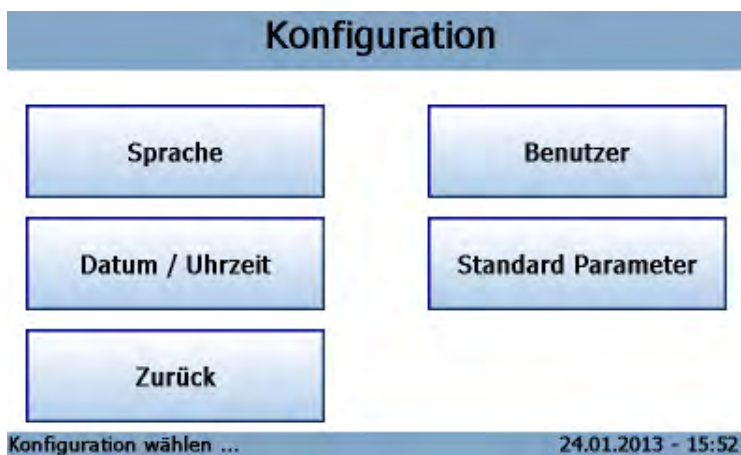 Konfiguration
Sprache
Benutzer
Datum / Uhrzeit
Standard Parameter
Zurück
Konfiguration wählen ...
24.01.2013 - 15:52